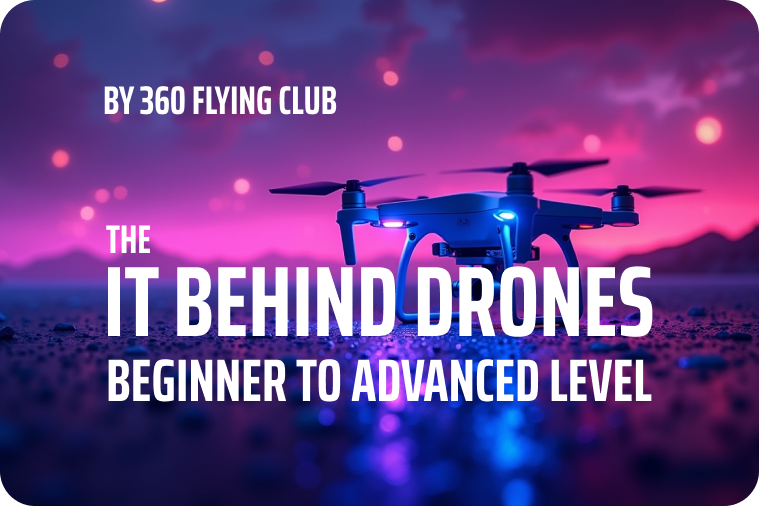 BY 360 FLYING CLUB
THE
IT BEHIND DRONES
BEGINNER TO ADVANCED LEVEL